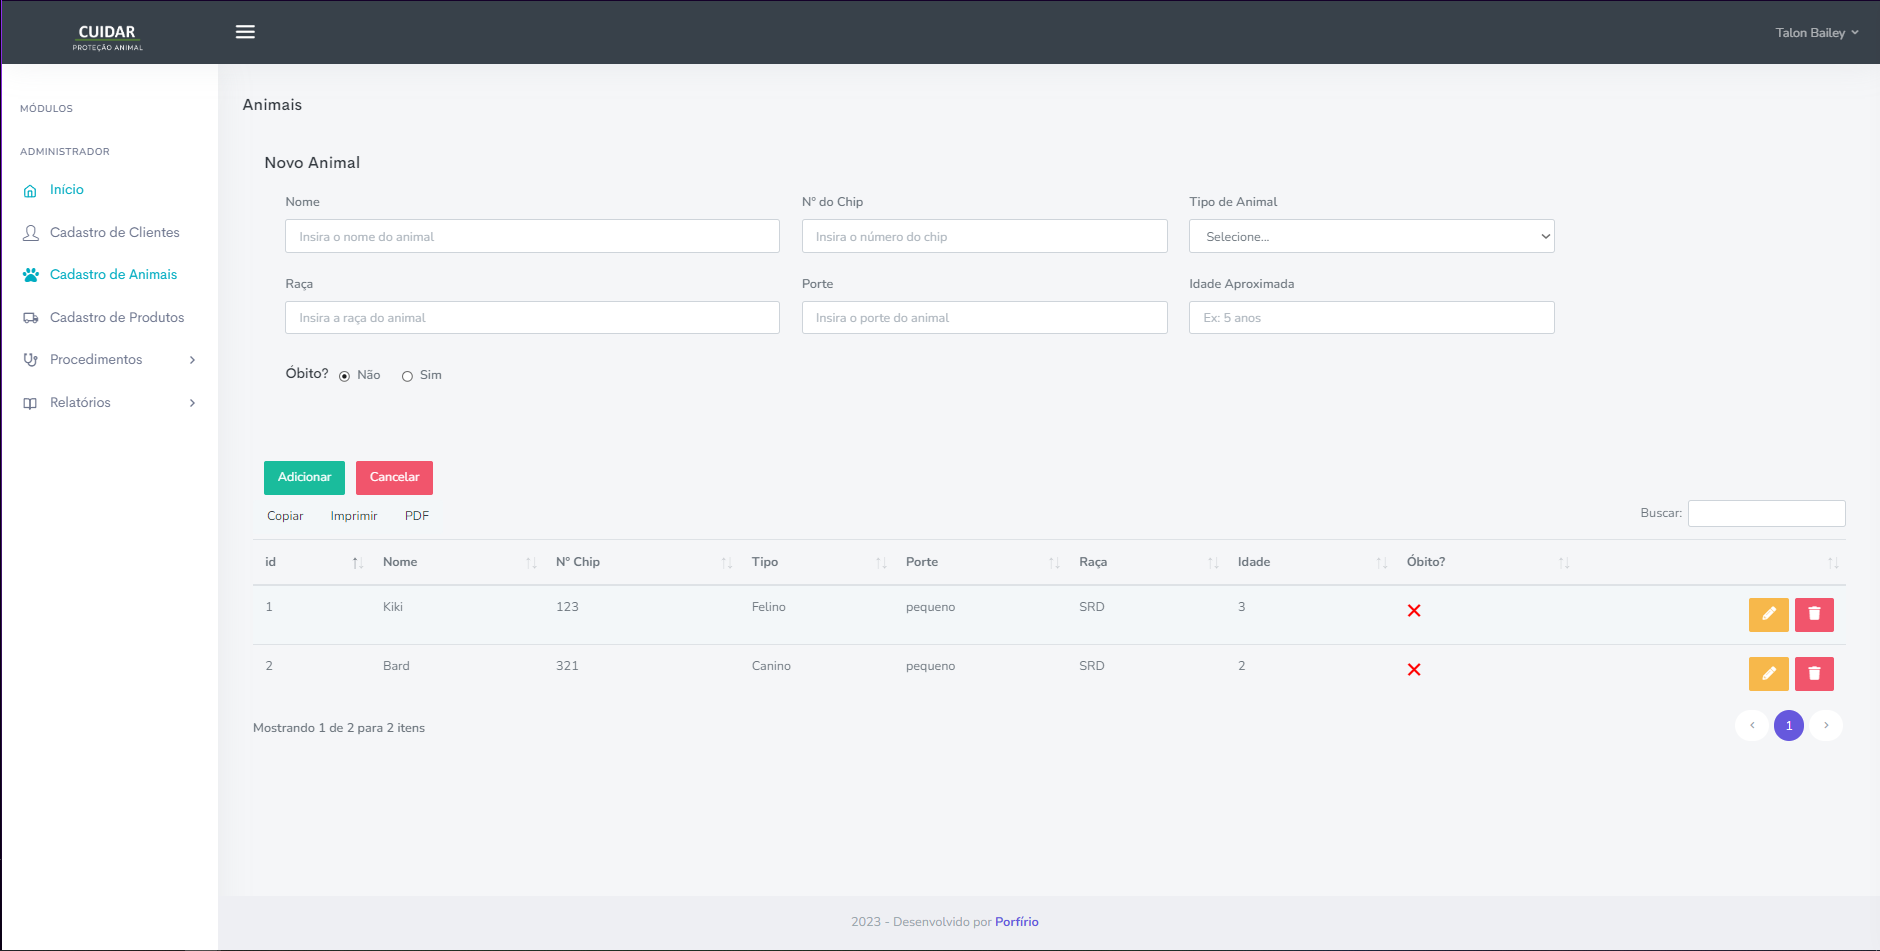 CUIDAR
PROTEÇÃO ANIMAL
Talon Bailey
MÓDULOS
ADMINISTRADOR
Início
Cadastro de Clientes
Cadastro de Animais
Cadastro de Produtos
Procedimentos
Relatórios
Animais
Novo Animal
Nome Nº do Chip Tipo de Animal
Insira o nome do animal Insira o número do chip Selecione...
Raça Porte Idade Aproximada
Insira a raça do animal Insira o porte do animal Ex: 5 anos
Óbito? Não Sim
Adicionar Cancelar
Copiar Imprimir PDF Buscar:
id Nome Nº Chip Tipo Porte Raça Idade Óbito?
1 Kiki 123 Felino pequeno SRD 3
2 Bard 321 Canino pequeno SRD 2
Mostrando 1 de 2 para 2 itens 1
2023 - Desenvolvido por Porfírio